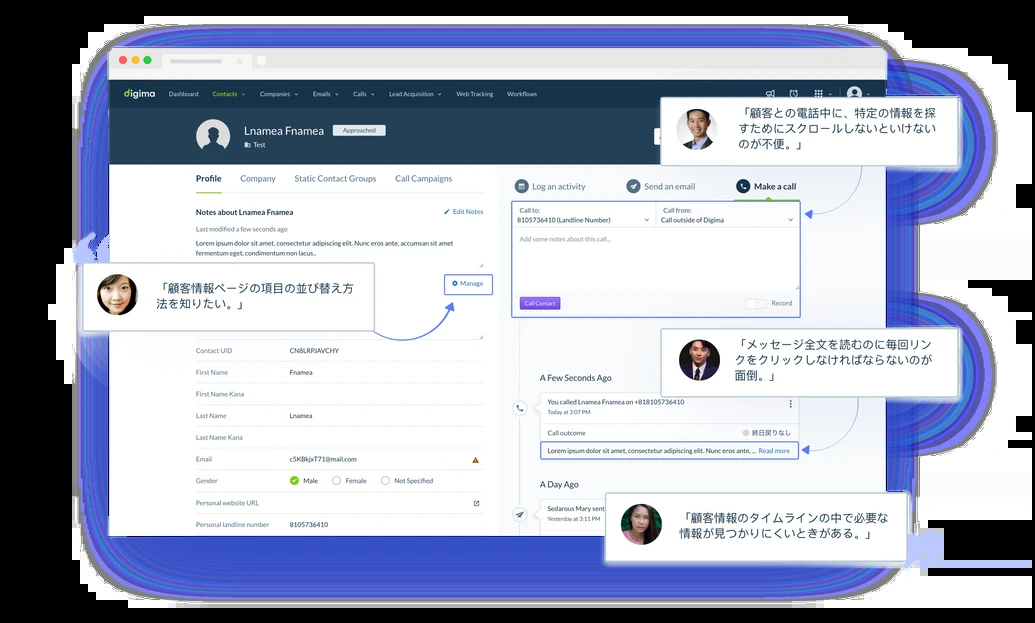 digima
Dashboard
Contacts
Companies
Emails
Calls
Lead Acquisition
Web Tracking
Workflows
Lnamea Fnamea
Approached
Test
「顧客との電話中に、特定の情報を探
すためにスクロールしないといけない
のが不便。」
Profile
Company
Static Contact Groups
Call Campaigns
Log an activity
Send an email
Make a call
Notes about Lnamea Fnamea
Edit Notes
Last modified a few seconds ago
Lorem ipsum dolor sit amet, consectetur adipiscing elit. Nunc eros ante, accumsan sit amet
fermentum eget, condimentum non lacus..
Call to:
8105736410 (Landline Number)
Call from:
Call outside of Digima
Add some notes about this call...
Call Contact
Record
「顧客情報ページの項目の並び替え方
法を知りたい。」
Manage
Contact UID
CN8LRPJAVCHY
First Name
Fnamea
First Name Kana
Last Name
Lnamea
Last Name Kana
Email
c5KBkjxT71@mail.com
Gender
Male
Female
Not Specified
Personal website URL
Personal landline number
8105736410
「メッセージ全文を読むのに毎回リン
クをクリックしなければならないのが
面倒。」
A Few Seconds Ago
You called Lnamea Fnamea on +818105736410
Today at 3:07 PM
Call outcome
終日戻りなし
Lorem ipsum dolor sit amet, consectetur adipiscing elit. Nunc eros ante, ... Read more
A Day Ago
Sedarous Mary sent
Yesterday at 3:11 PM
「顧客情報のタイムラインの中で必要な
情報が見つかりにくいときがある。」